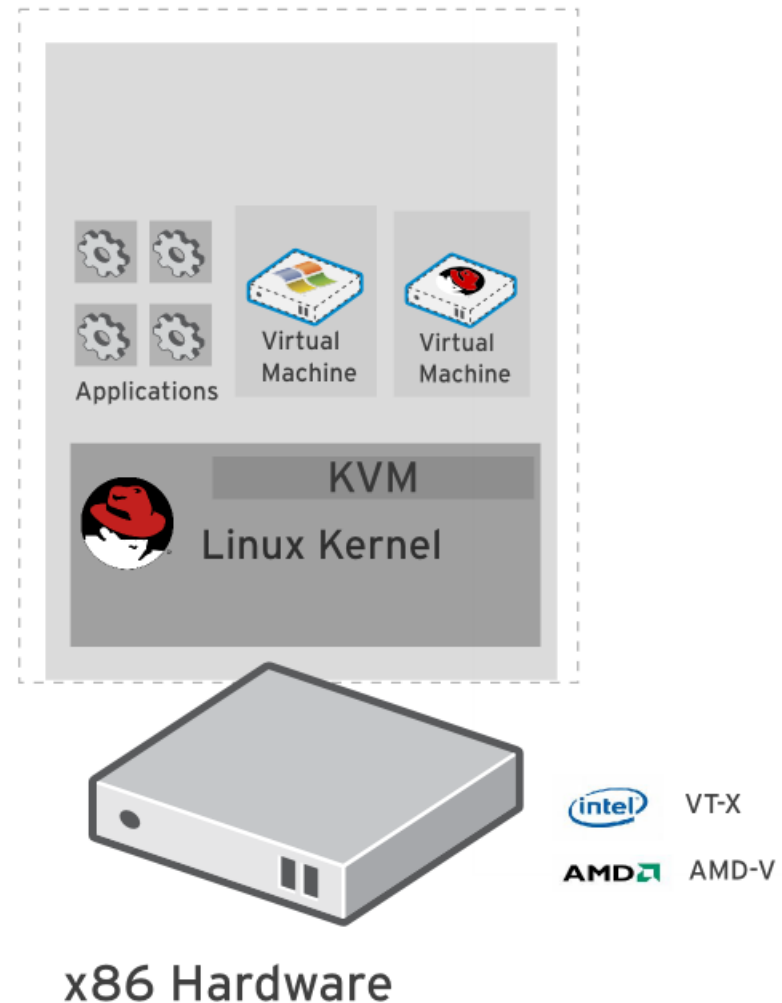 Virtual
Machine
Virtual
Machine
Applications
KVM
Linux Kernel
intel
VT-X
AMD
AMD-V
x86 Hardware